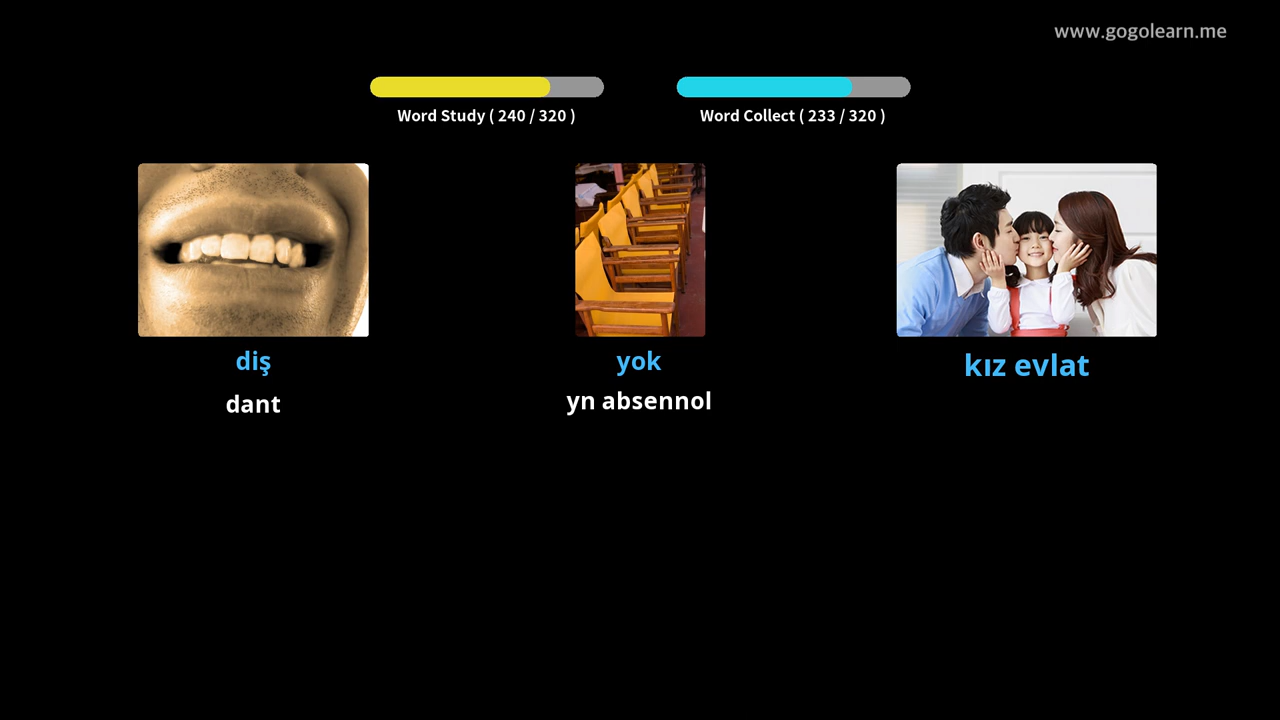 www.gogolearn.me
Word Study ( 240 / 320 )
Word Collect ( 233 / 320 )
diş
yok
kız evlat
dant
yn absennol